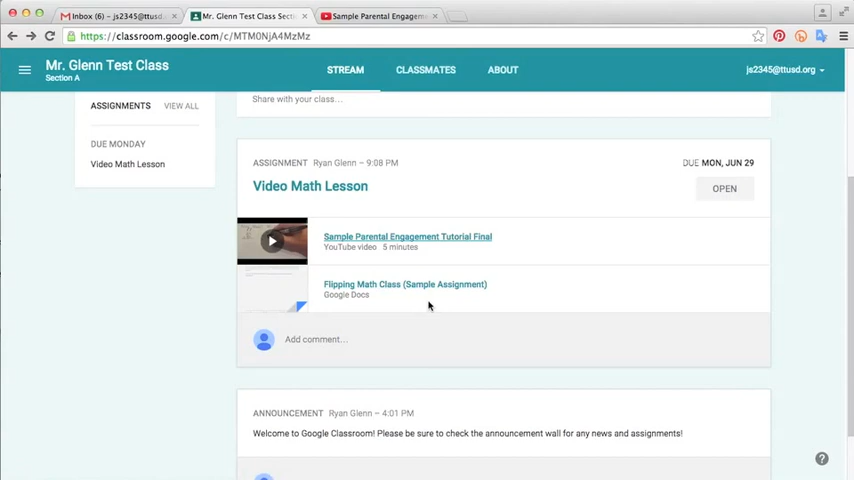 Inbox (6) – js2345@ttusd.
Mr. Glenn Test Class Sect
Sample Parental Engagem
https://classroom.google.com/c/MTM0NjA4MzMz
Mr. Glenn Test Class
Section A
STREAM
CLASSMATES
ABOUT
js2345@ttusd.org
ASSIGNMENTS VIEW ALL
DUE MONDAY
Video Math Lesson
Share with your class...
ASSIGNMENT Ryan Glenn – 9:08 PM
DUE MON, JUN 29
Video Math Lesson
OPEN
Sample Parental Engagement Tutorial Final
YouTube video 5 minutes
Flipping Math Class (Sample Assignment)
Google Docs
Add comment...
ANNOUNCEMENT Ryan Glenn – 4:01 PM
Welcome to Google Classroom! Please be sure to check the announcement wall for any news and assignments!
?